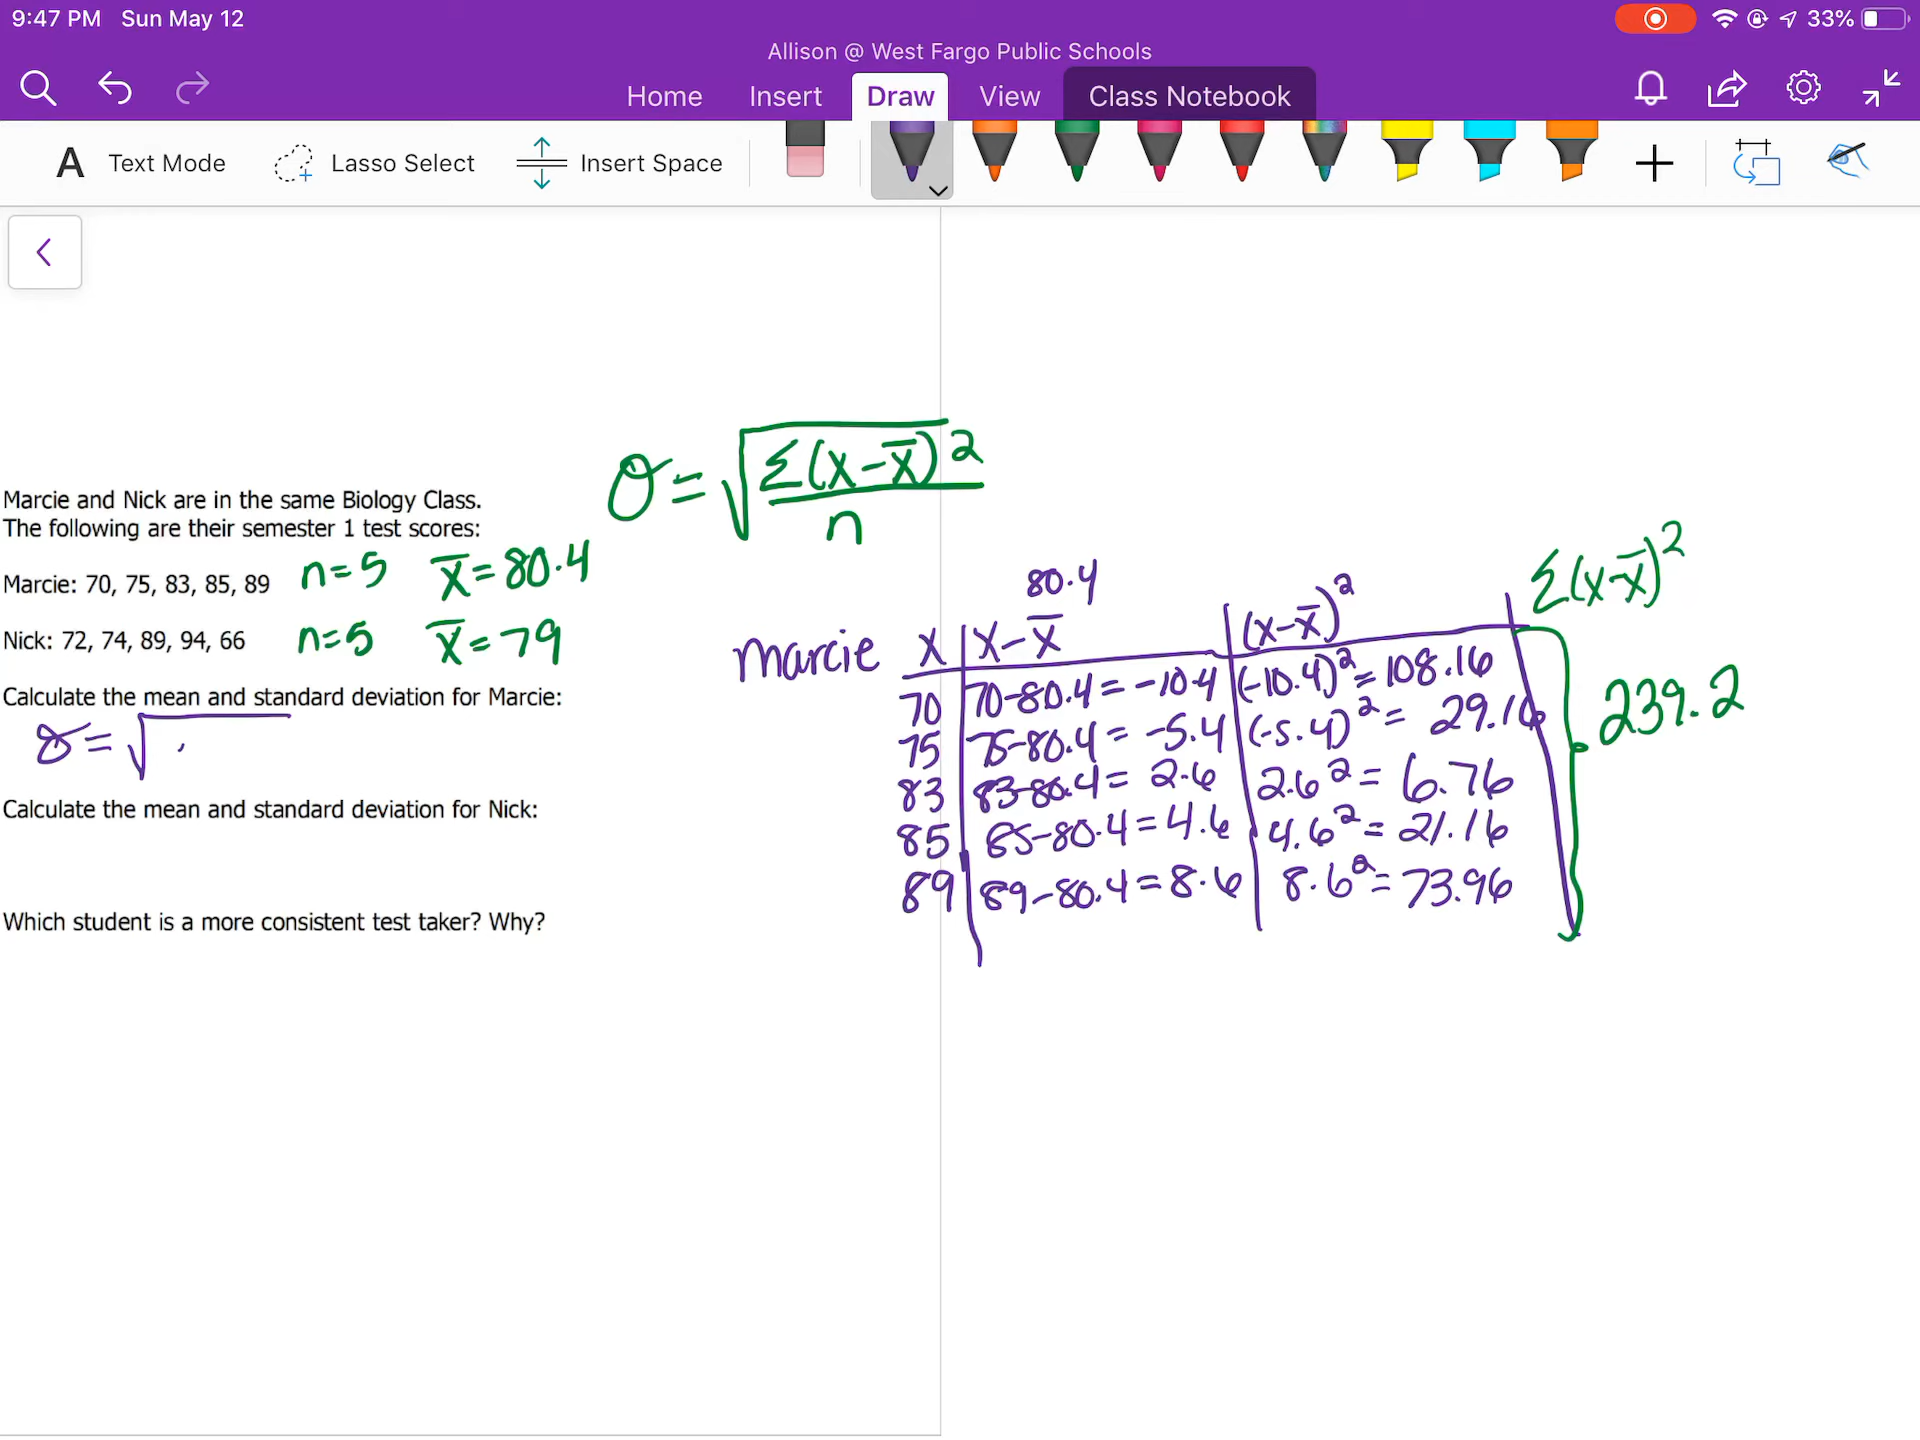 9:47 PM Sun May 12
33%
Allison @ West Fargo Public Schools
Home Insert Draw View Class Notebook
A Text Mode Lasso Select Insert Space
σ = √Σ(x-x̄)²
n
Marcie and Nick are in the same Biology Class.
The following are their semester 1 test scores:
Marcie: 70, 75, 83, 85, 89 n=5 x̄=80.4
Nick: 72, 74, 89, 94, 66 n=5 x̄=79
Calculate the mean and standard deviation for Marcie:
σ = √
Calculate the mean and standard deviation for Nick:
Which student is a more consistent test taker? Why?
80.4
Σ(x-x̄)²
marcie x x-x̄ (x-x̄)²
70 70-80.4= -10.4 (-10.4)²= 108.16
75 75-80.4= -5.4 (-5.4)²= 29.16
83 83-80.4= 2.6 2.6²= 6.76
85 85-80.4= 4.6 4.6²= 21.16
89 89-80.4= 8.6 8.6²= 73.96
239.2